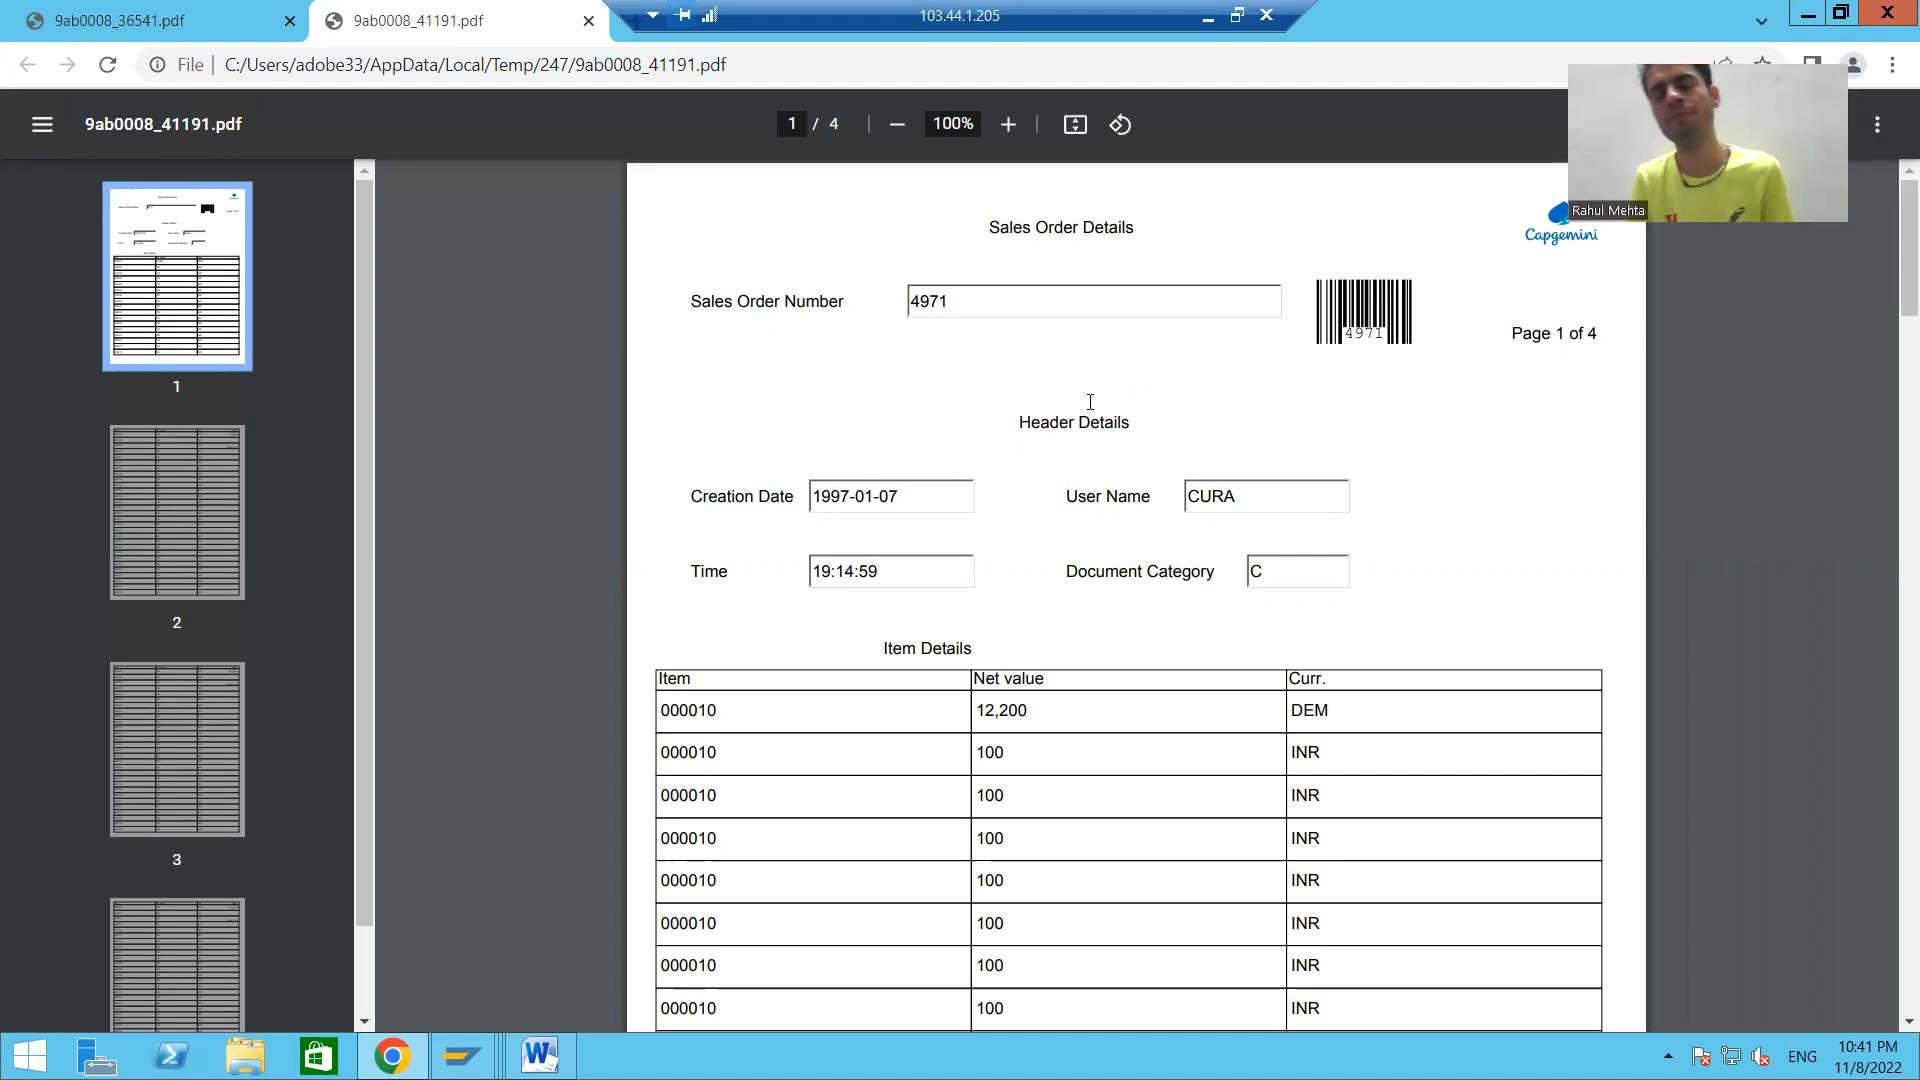 9ab0008_36541.pdf
9ab0008_41191.pdf
103.44.1.205
File
C:/Users/adobe33/AppData/Local/Temp/247/9ab0008_41191.pdf
9ab0008_41191.pdf
1 / 4
100%
Rahul Mehta
Capgemini
Sales Order Details
Sales Order Number 4971
4971
Page 1 of 4
Header Details
Creation Date 1997-01-07 User Name CURA
Time 19:14:59 Document Category C
Item Details
Item Net value Curr.
000010 12,200 DEM
000010 100 INR
000010 100 INR
000010 100 INR
000010 100 INR
000010 100 INR
000010 100 INR
000010 100 INR
1
2
3
ENG
10:41 PM
11/8/2022